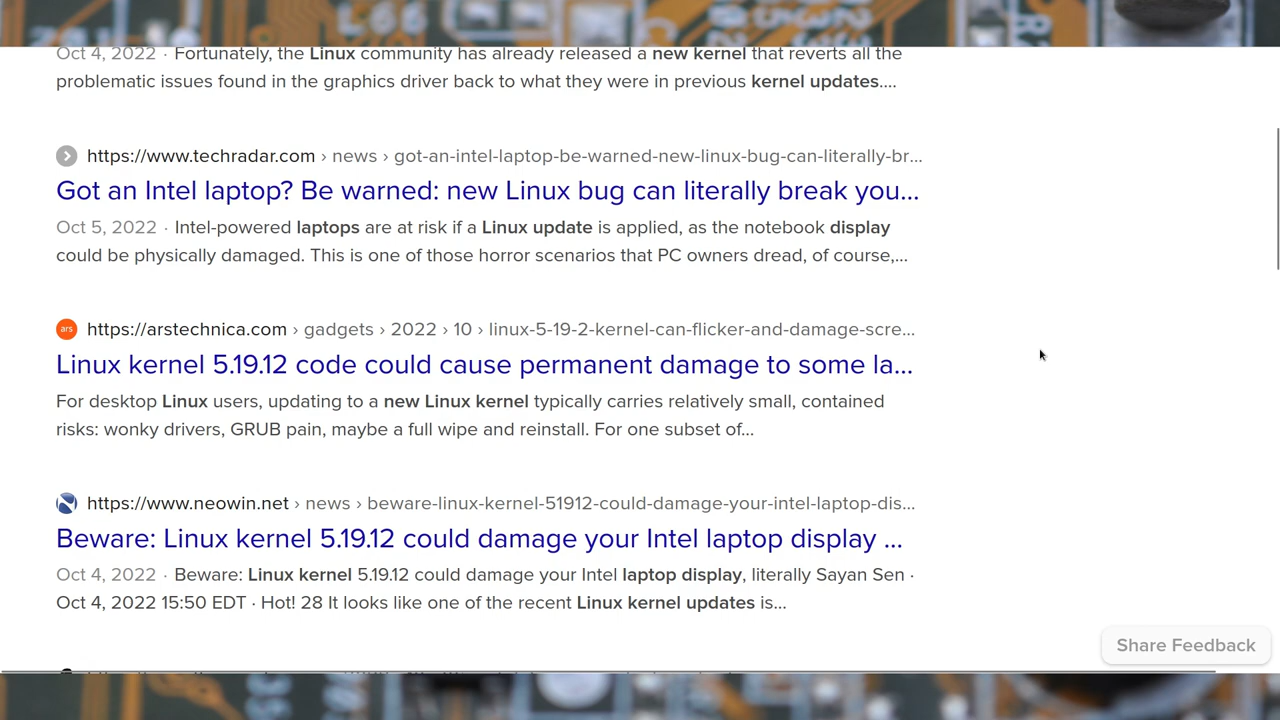 L66
Oct 4, 2022 · Fortunately, the Linux community has already released a new kernel that reverts all the
problematic issues found in the graphics driver back to what they were in previous kernel updates....
https://www.techradar.com › news › got-an-intel-laptop-be-warned-new-linux-bug-can-literally-br...
Got an Intel laptop? Be warned: new Linux bug can literally break you...
Oct 5, 2022 · Intel-powered laptops are at risk if a Linux update is applied, as the notebook display
could be physically damaged. This is one of those horror scenarios that PC owners dread, of course,...
ars https://arstechnica.com › gadgets › 2022 › 10 › linux-5-19-2-kernel-can-flicker-and-damage-scre...
Linux kernel 5.19.12 code could cause permanent damage to some la...
For desktop Linux users, updating to a new Linux kernel typically carries relatively small, contained
risks: wonky drivers, GRUB pain, maybe a full wipe and reinstall. For one subset of...
https://www.neowin.net › news › beware-linux-kernel-51912-could-damage-your-intel-laptop-dis...
Beware: Linux kernel 5.19.12 could damage your Intel laptop display ...
Oct 4, 2022 · Beware: Linux kernel 5.19.12 could damage your Intel laptop display, literally Sayan Sen ·
Oct 4, 2022 15:50 EDT · Hot! 28 It looks like one of the recent Linux kernel updates is...
Share Feedback